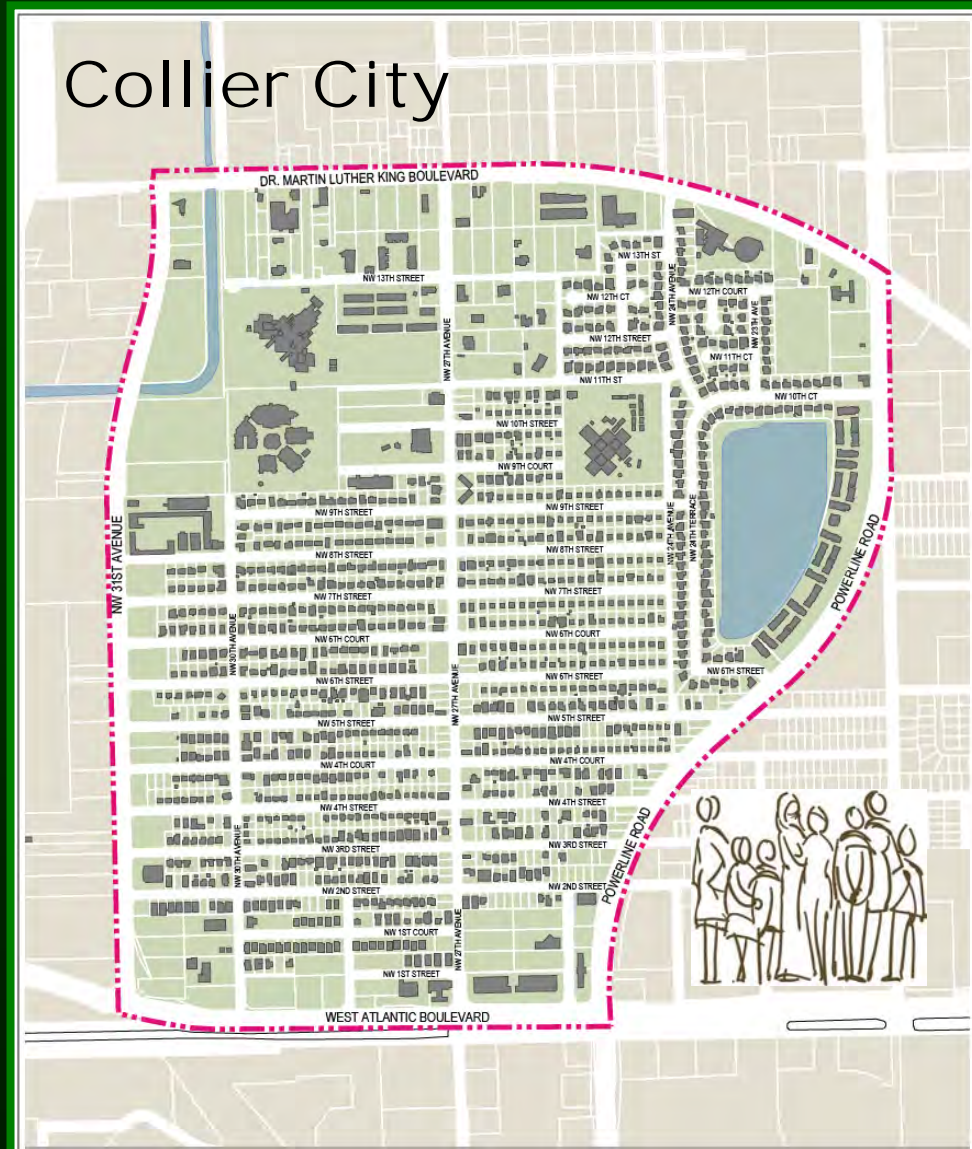 Collier City
DR. MARTIN LUTHER KING BOULEVARD
NW 13TH ST
NW 13TH STREET
NW 24TH AVENUE
NW 12TH COURT
NW 12TH CT
NW 23TH AVE
NW 27TH AVENUE
NW 12TH STREET
NW 11TH CT
NW 11TH ST
NW 10TH CT
NW 10TH STREET
NW 9TH COURT
NW 9TH STREET
NW 9TH STREET
NW 24TH AVENUE
NW 24TH TERRACE
NW 31ST AVENUE
NW 8TH STREET
NW 8TH STREET
POWERLINE ROAD
NW 7TH STREET
NW 7TH STREET
NW 30TH AVENUE
NW 6TH COURT
NW 6TH COURT
NW 6TH STREET
NW 6TH STREET
NW 6TH STREET
NW 27TH AVENUE
NW 5TH STREET
NW 5TH STREET
NW 4TH COURT
NW 4TH COURT
NW 4TH STREET
NW 4TH STREET
NW 30TH AVENUE
NW 3RD STREET
NW 3RD STREET
POWERLINE ROAD
NW 2ND STREET
NW 2ND STREET
NW 1ST COURT
NW 27TH AVENUE
NW 1ST STREET
WEST ATLANTIC BOULEVARD